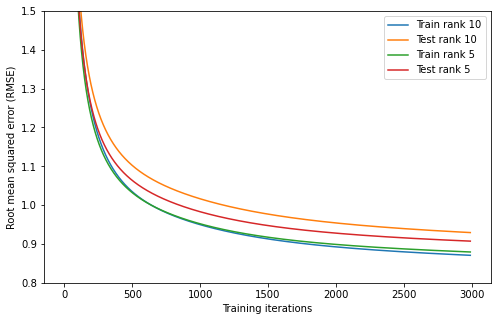 1.5
1.4
1.3
1.2
1.1
1.0
0.9
0.8
Root mean squared error (RMSE)
Train rank 10
Test rank 10
Train rank 5
Test rank 5
0 500 1000 1500 2000 2500 3000
Training iterations